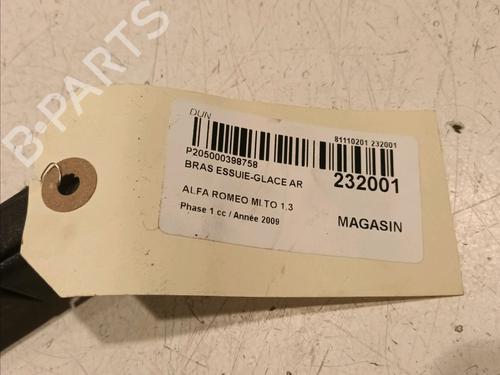 B-PARTS
DUN
81110201 232001
P205000398758
BRAS ESSUIE-GLACE AR
232001
ALFA ROMEO MI.TO 1.3
Phase 1 cc / Année 2009
MAGASIN